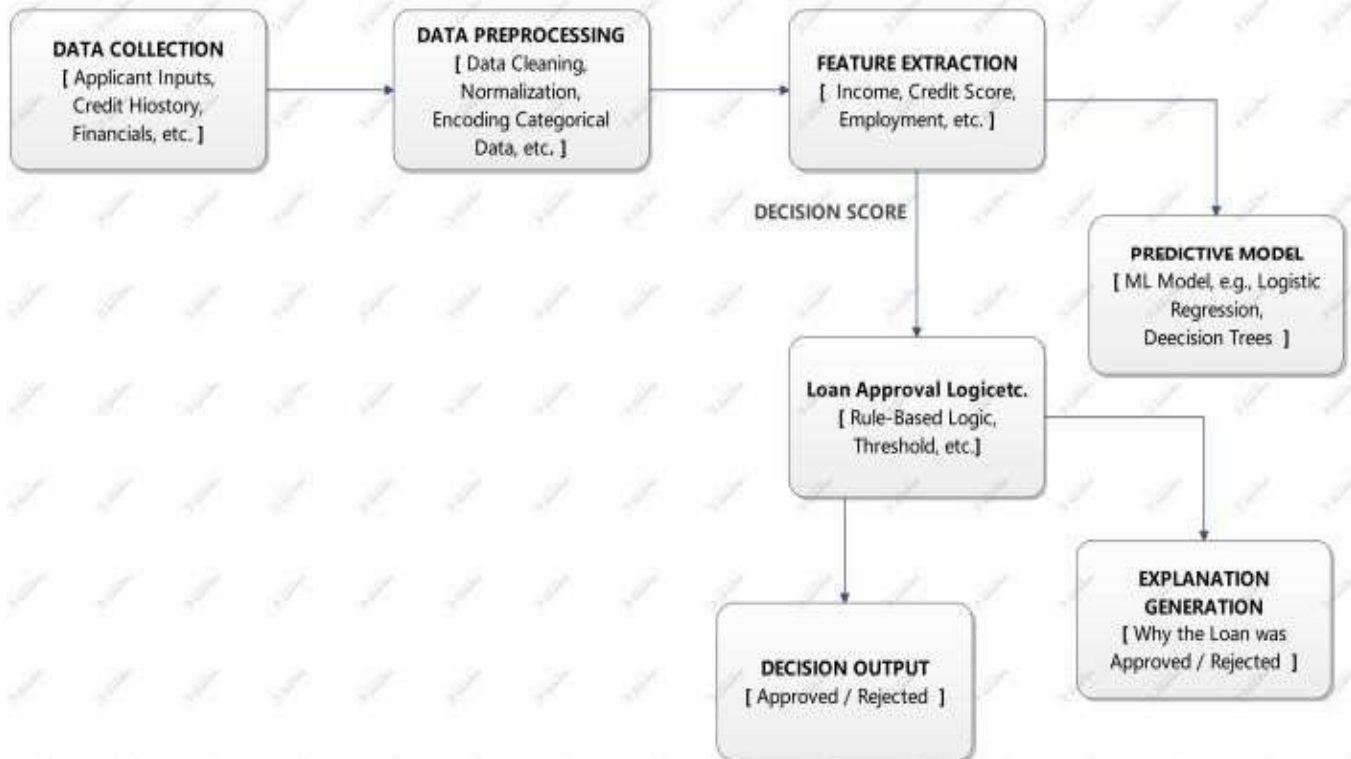 DATA COLLECTION
[ Applicant Inputs,
Credit Hiostory,
Financials, etc. ]
DATA PREPROCESSING
[ Data Cleaning,
Normalization,
Encoding Categorical
Data, etc. ]
FEATURE EXTRACTION
[ Income, Credit Score,
Employment, etc. ]
DECISION SCORE
PREDICTIVE MODEL
[ ML Model, e.g., Logistic
Regression,
Deecision Trees ]
Loan Approval Logicetc.
[ Rule-Based Logic,
Threshold, etc.]
EXPLANATION
GENERATION
[ Why the Loan was
Approved / Rejected ]
DECISION OUTPUT
[ Approved / Rejected ]